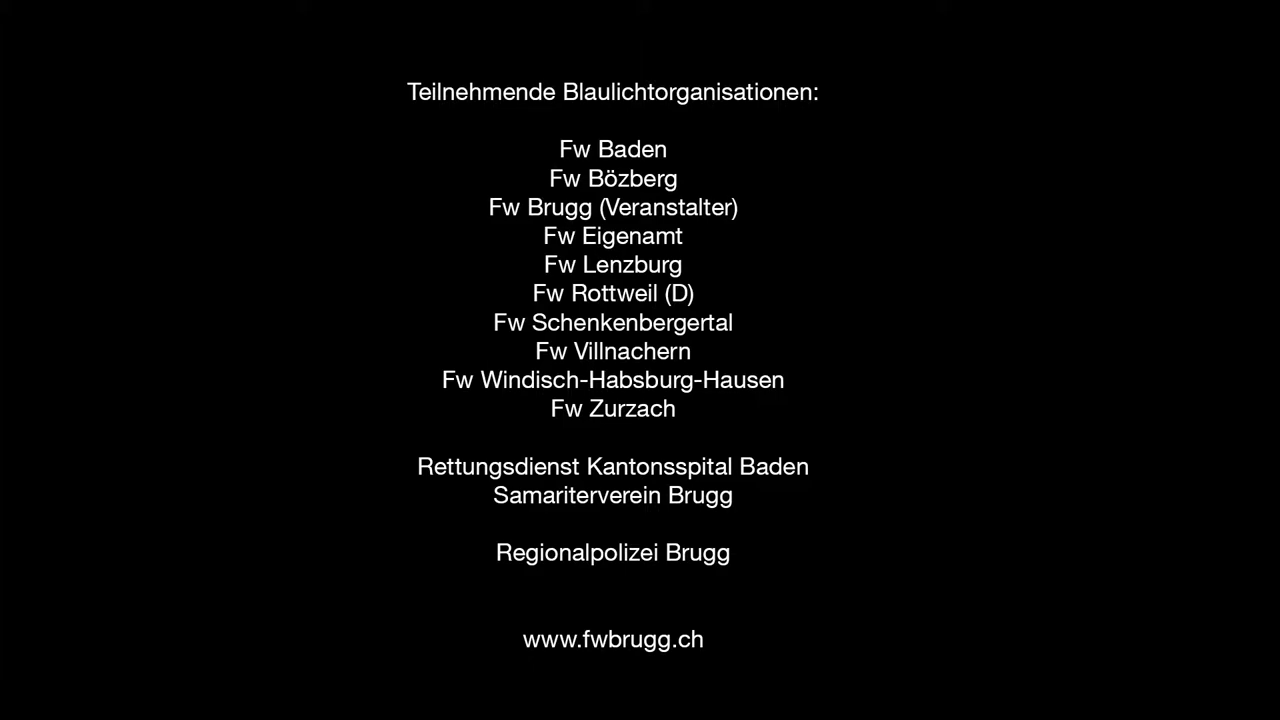 Teilnehmende Blaulichtorganisationen:
Fw Baden
Fw Bözberg
Fw Brugg (Veranstalter)
Fw Eigenamt
Fw Lenzburg
Fw Rottweil (D)
Fw Schenkenbergertal
Fw Villnachern
Fw Windisch-Habsburg-Hausen
Fw Zurzach
Rettungsdienst Kantonsspital Baden
Samariterverein Brugg
Regionalpolizei Brugg
www.fwbrugg.ch